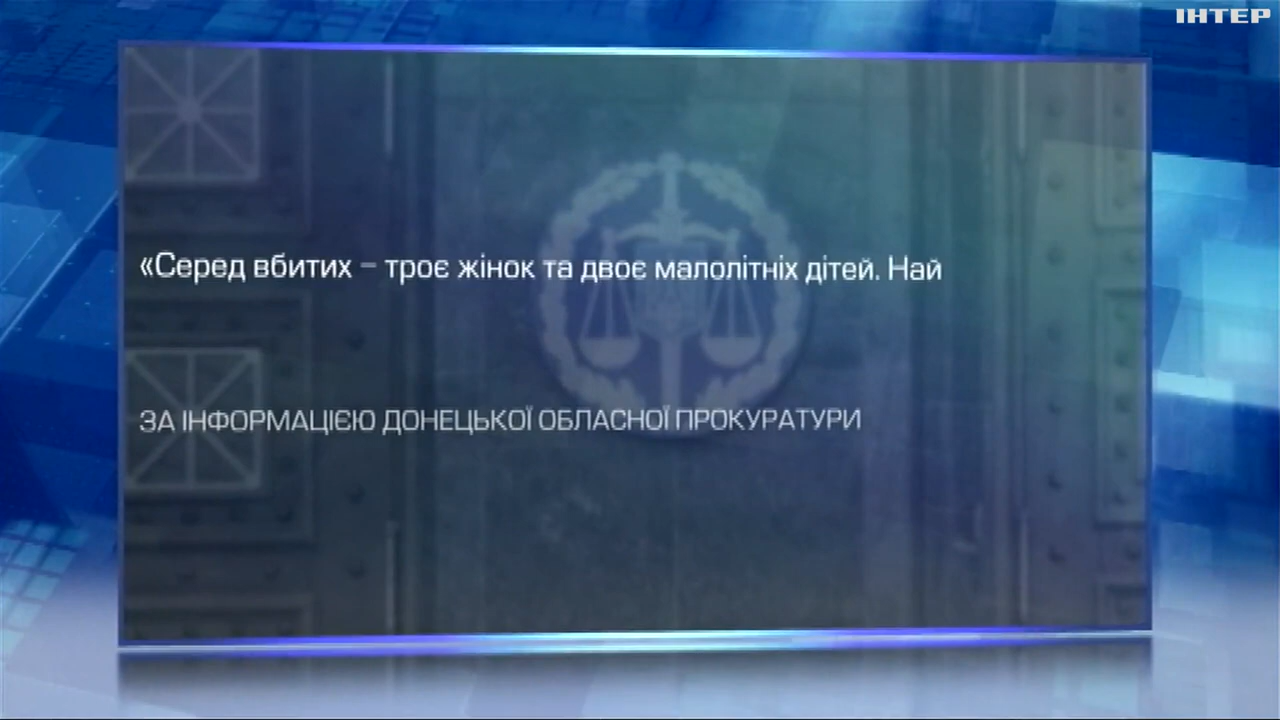 ІНТЕР
«Серед вбитих – троє жінок та двоє малолітніх дітей. Най
ЗА ІНФОРМАЦІЄЮ ДОНЕЦЬКОЇ ОБЛАСНОЇ ПРОКУРАТУРИ